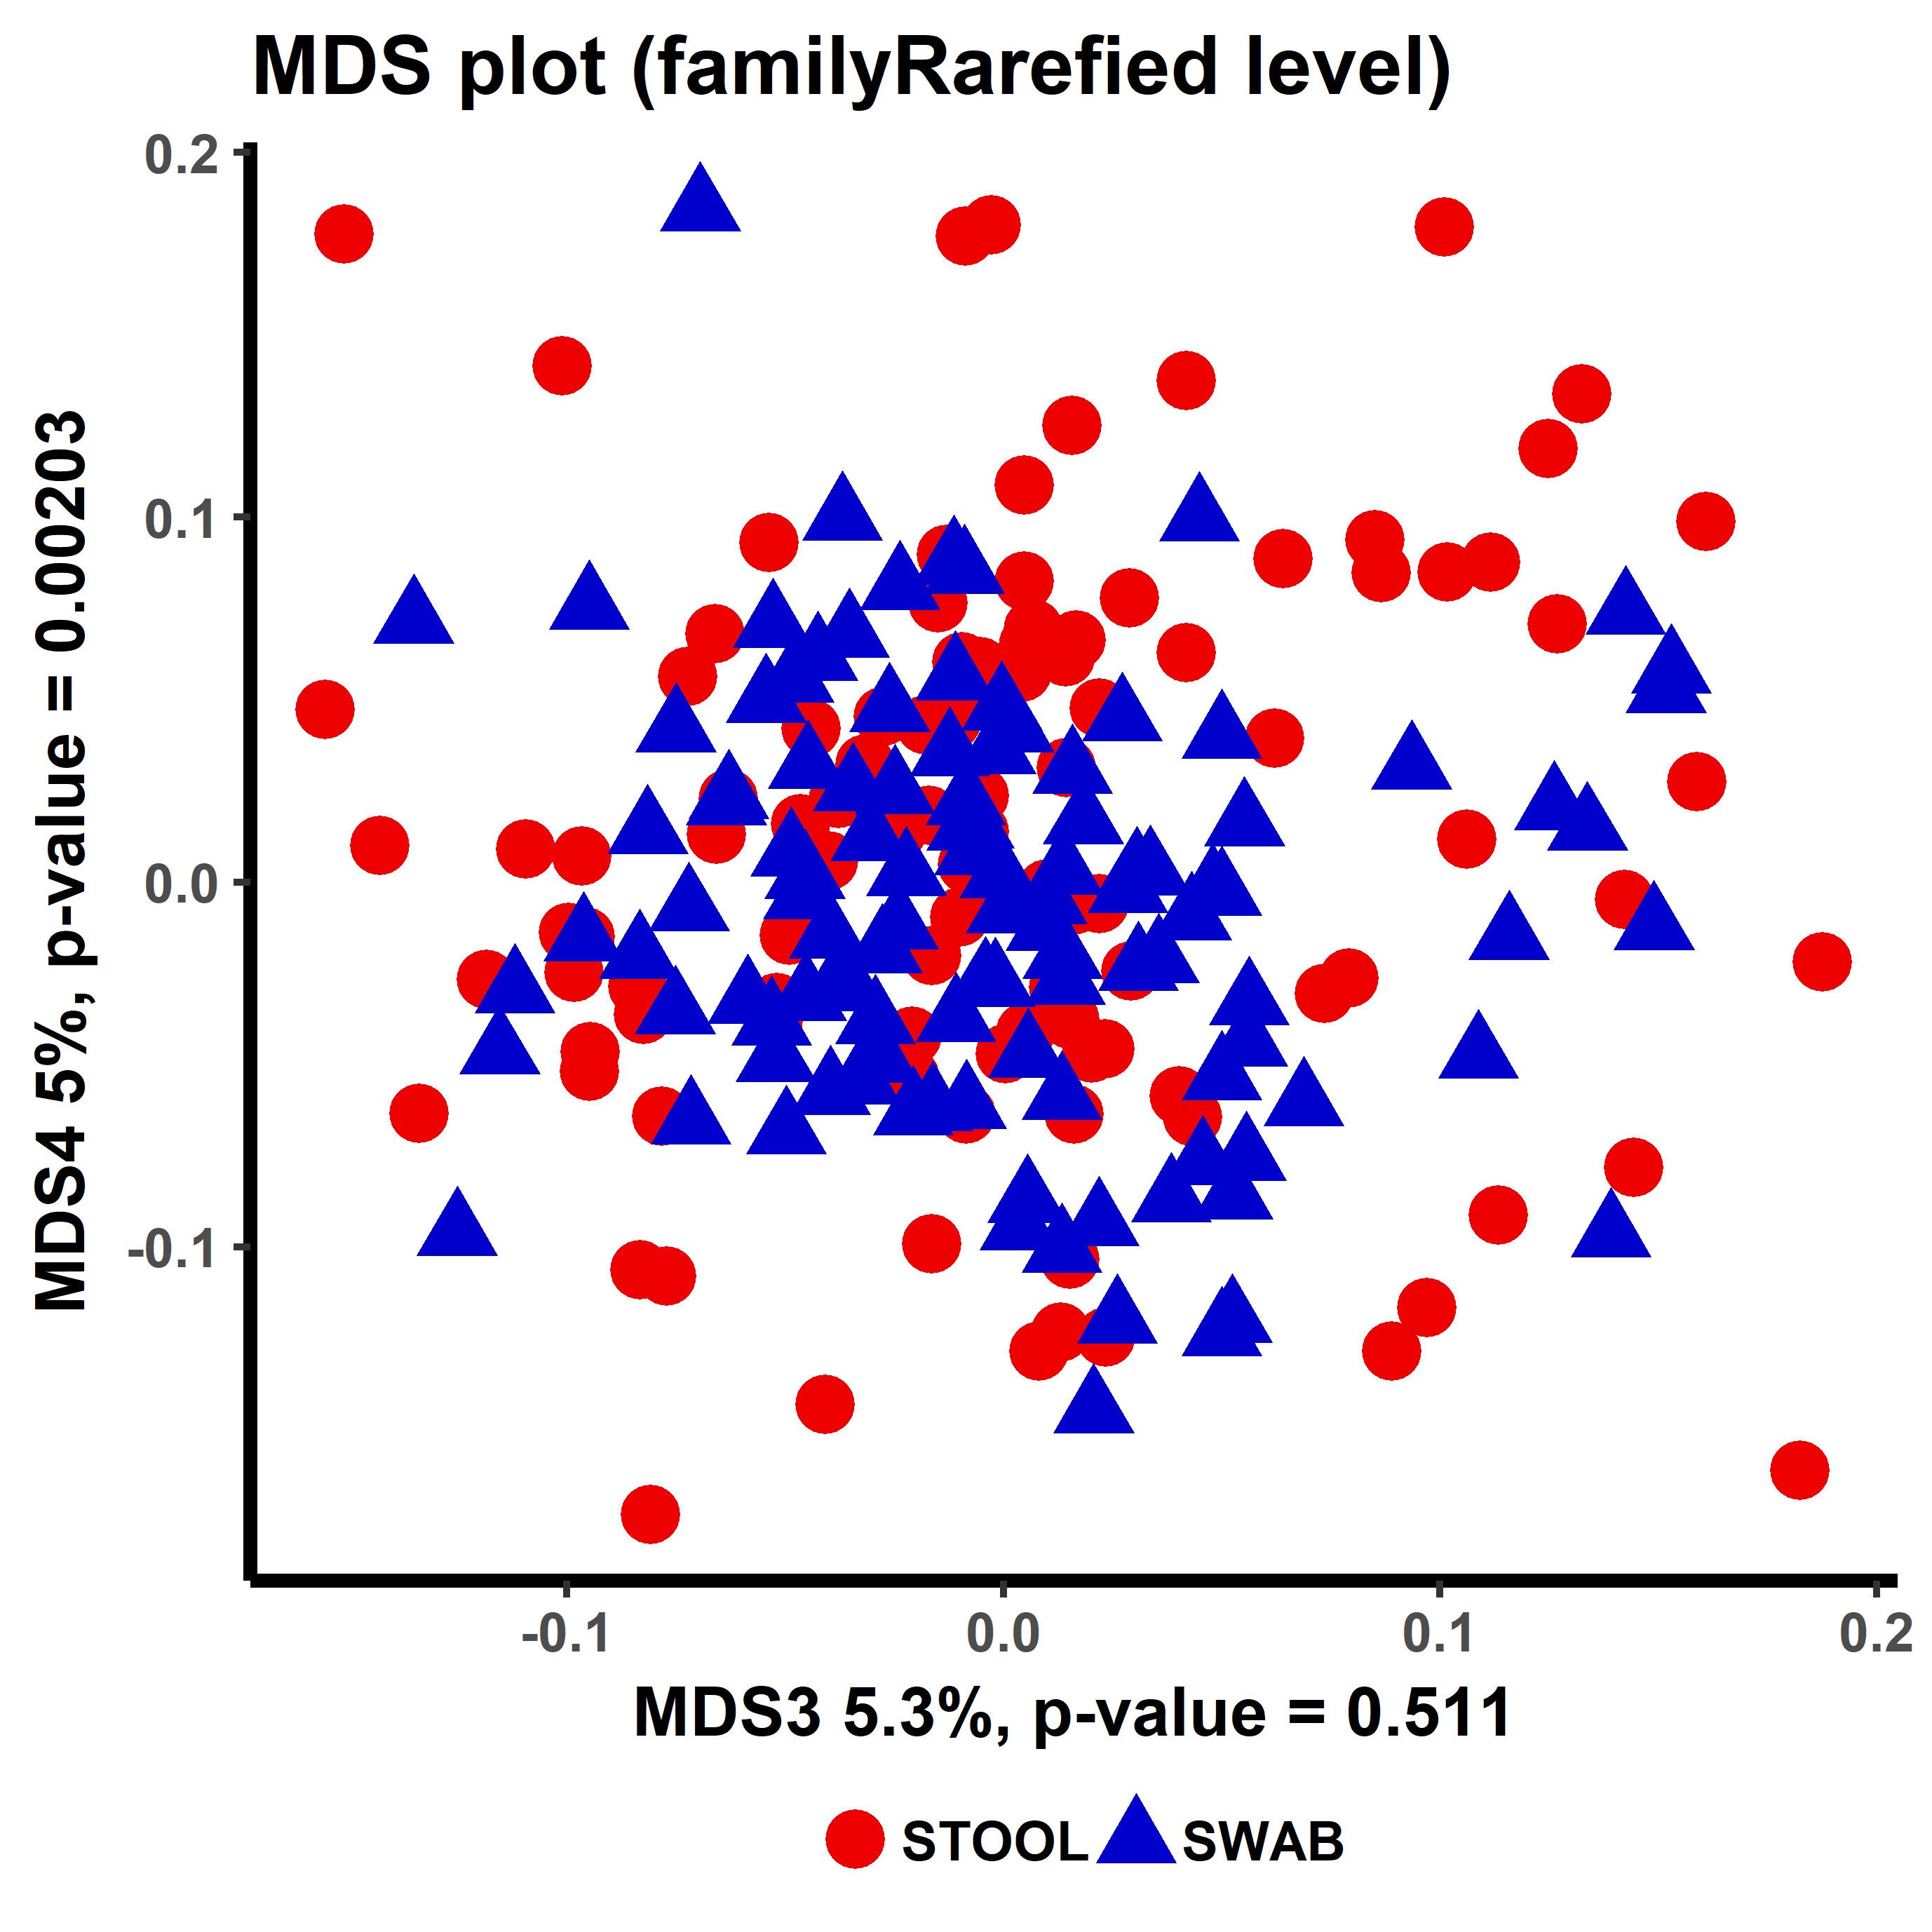 MDS plot (familyRarefied level)
0.2
0.1
0.0
-0.1
MDS4 5%, p-value = 0.00203
-0.1 0.0 0.1 0.2
MDS3 5.3%, p-value = 0.511
STOOL SWAB